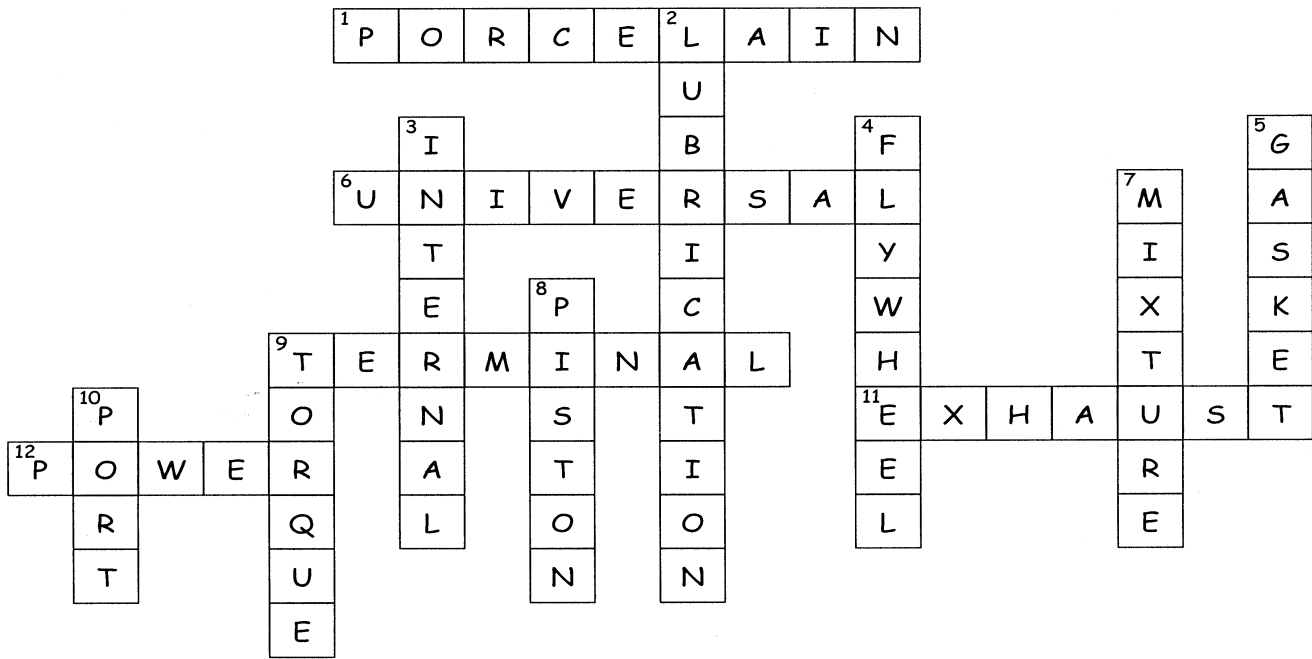 1 P O R C E 2 L A I N
U
3 I B 4 F 5 G
6 U N I V E R S A L 7 M A
T I Y I S
E 8 P C W X K
9 T E R M I N A L H T E
10 P O N S T 11 E X H A U S T
12 P O W E R A T I E R
R Q L O O L E
T U N N
E